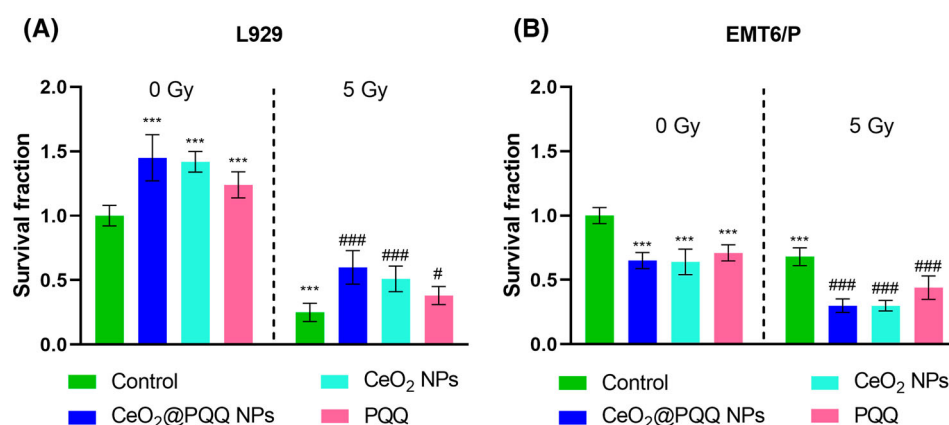 (A)
L929
Survival fraction
2.0
1.5
1.0
0.5
0.0
0 Gy
5 Gy
*** *** ***
*** ### ### #
Control
CeO₂ NPs
CeO₂@PQQ NPs
PQQ
(B)
EMT6/P
Survival fraction
2.0
1.5
1.0
0.5
0.0
0 Gy
5 Gy
*** *** ***
*** ### ### ###
Control
CeO₂ NPs
CeO₂@PQQ NPs
PQQ